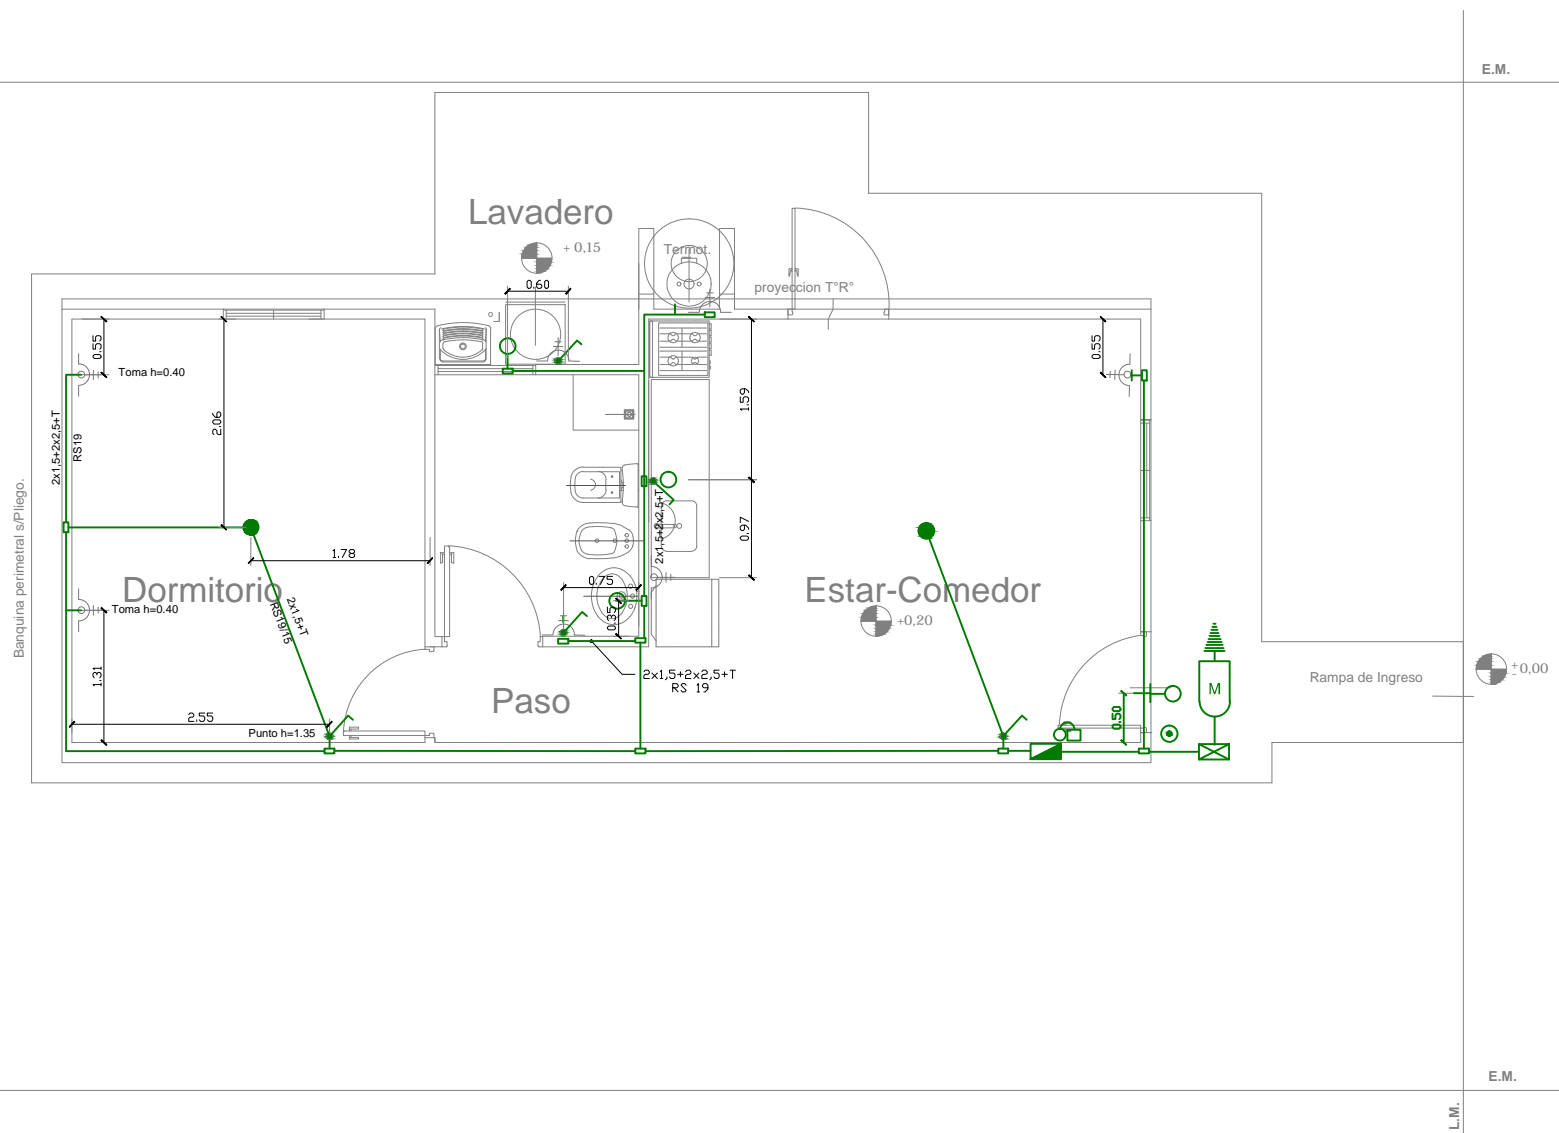 E.M.
Lavadero
+ 0,15
Termot.
proyeccion T°R°
0.60
0.55
Toma h=0.40
2.06
1.59
0.55
2x1,5+2x2,5+T
RS19
Banquina perimetral s/Pliego.
2x1,5+2x2,5+T
0.97
1.78
Dormitorio
0.75
Estar-Comedor
+0,20
Toma h=0.40
2x1,5+T
RS19/15
0.35
1.31
2x1,5+2x2,5+T
RS 19
M
Rampa de Ingreso
+0,00
-
Paso
2.55
0.50
Punto h=1.35
E.M.
L.M.